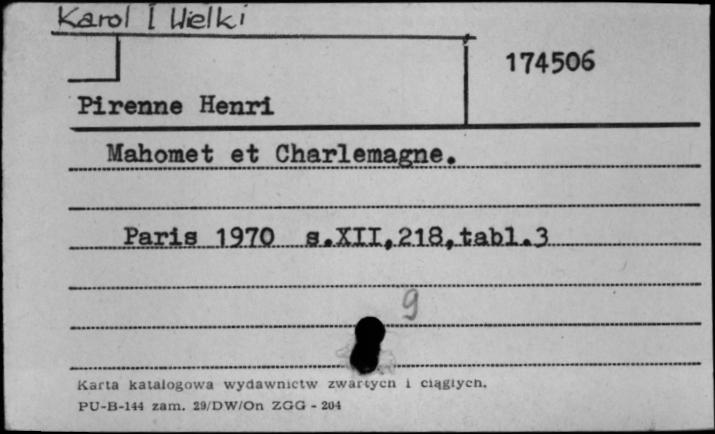 Karol I Wielki
174506
Pirenne Henri
Mahomet et Charlemagne.
Paris 1970 s.XII,218,tabl.3
9
Karta katalogowa wydawnictw zwartych i ciągłych.
PU-B-144 zam. 29/DW/On ZGG - 204